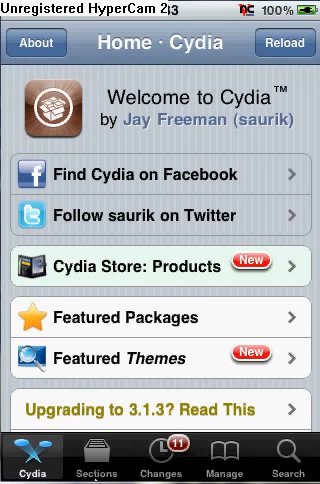 Unregistered HyperCam 2
100%
About
Home · Cydia
Reload
Welcome to Cydia™
by Jay Freeman (saurik)
Find Cydia on Facebook
Follow saurik on Twitter
Cydia Store: Products New
Featured Packages
Featured Themes New
Upgrading to 3.1.3? Read This
Cydia
Sections
11
Changes
Manage
Search